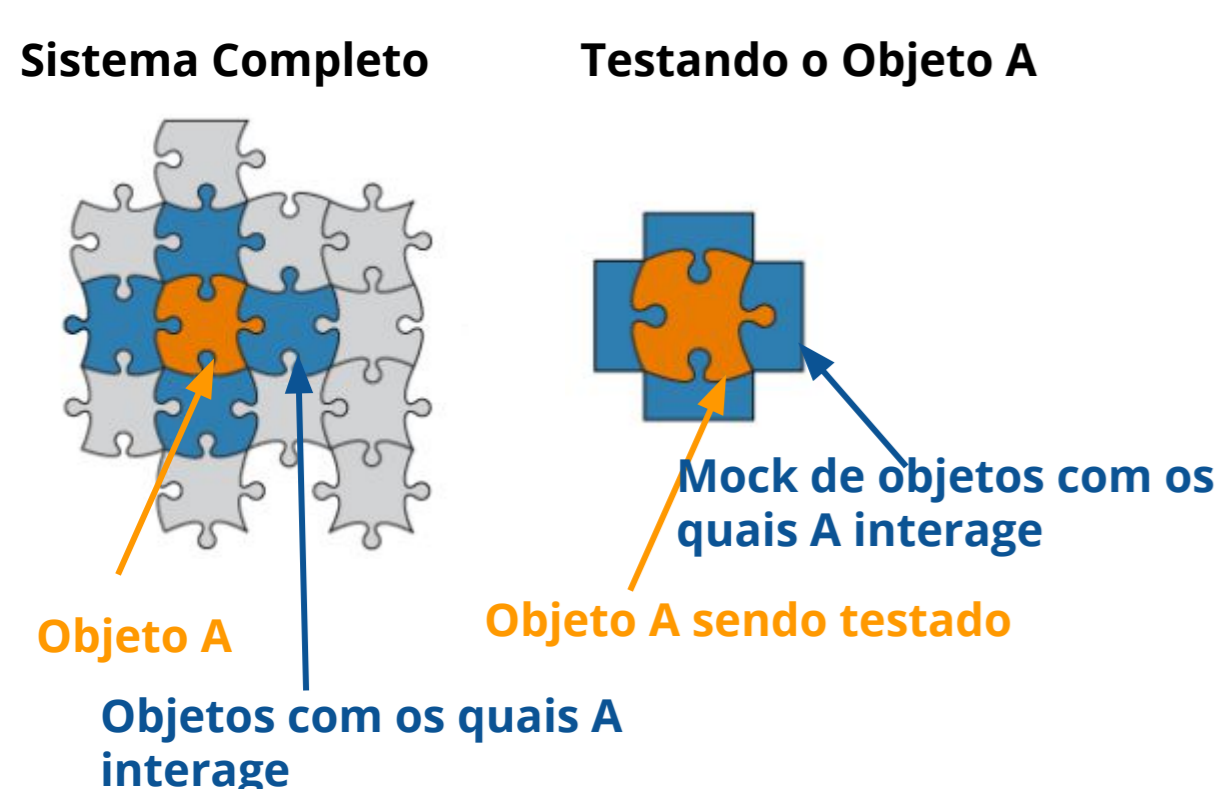 Sistema Completo
Testando o Objeto A
Mock de objetos com os
quais A interage
Objeto A sendo testado
Objeto A
Objetos com os quais A
interage